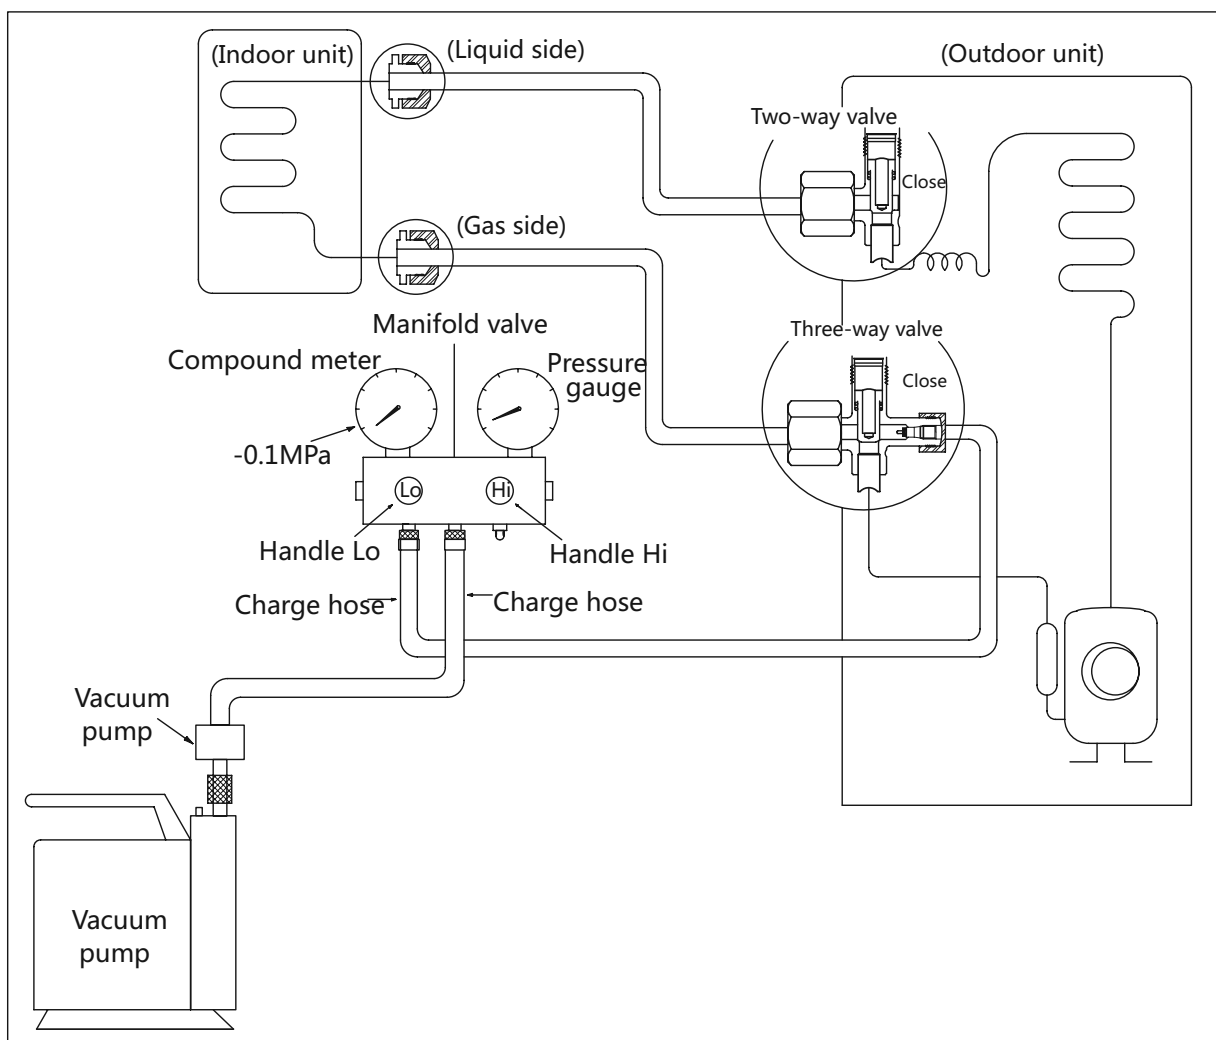 (Indoor unit)
(Liquid side)
(Outdoor unit)
Two-way valve
Close
(Gas side)
Manifold valve
Three-way valve
Compound meter
Pressure
gauge
Close
-0.1MPa
Lo
Hi
Handle Lo
Handle Hi
Charge hose
Charge hose
Vacuum
pump
Vacuum
pump